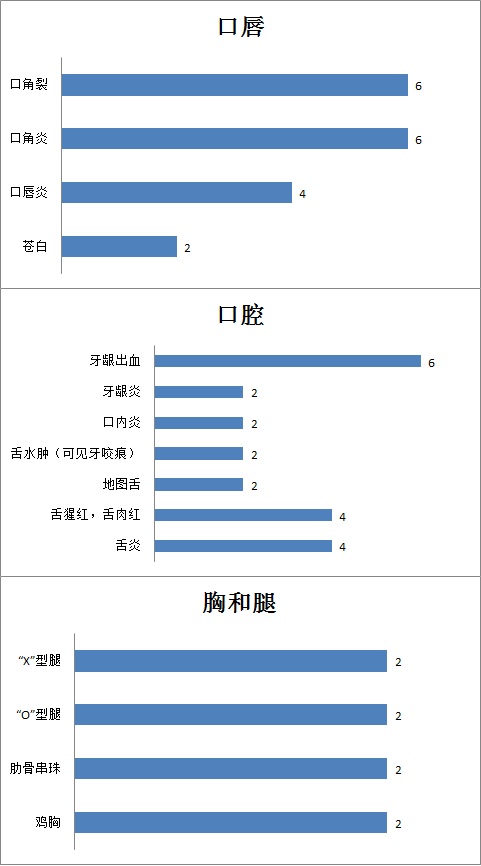 口唇
口角裂 6
口角炎 6
口唇炎 4
苍白 2
口腔
牙龈出血 6
牙龈炎 2
口内炎 2
舌水肿（可见牙咬痕） 2
地图舌 2
舌猩红，舌肉红 4
舌炎 4
胸和腿
“X”型腿 2
“O”型腿 2
肋骨串珠 2
鸡胸 2